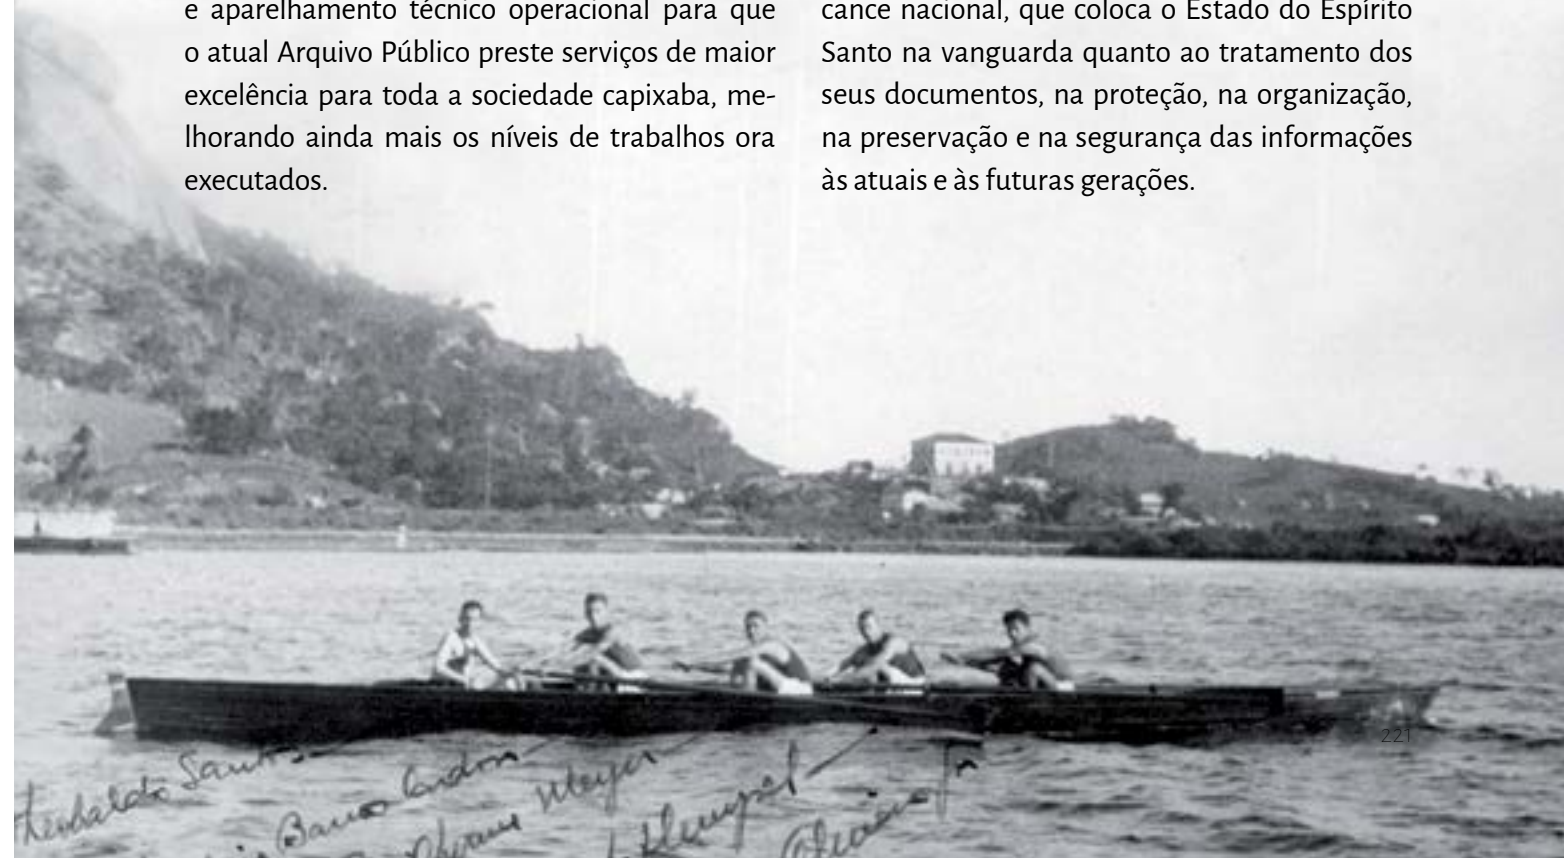 e aparelhamento técnico operacional para que
o atual Arquivo Público preste serviços de maior
excelência para toda a sociedade capixaba, me-
lhorando ainda mais os níveis de trabalhos ora
executados.
cance nacional, que coloca o Estado do Espírito
Santo na vanguarda quanto ao tratamento dos
seus documentos, na proteção, na organização,
na preservação e na segurança das informações
às atuais e às futuras gerações.
221
Santos
Meyer